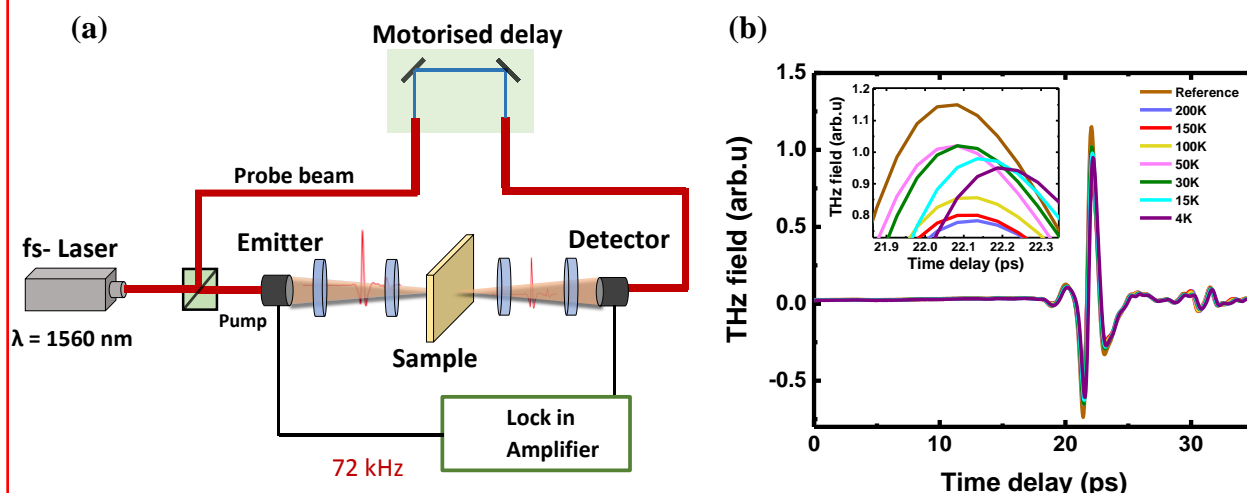 (a)
Motorised delay
Probe beam
fs- Laser
Emitter
Detector
Pump
λ = 1560 nm
Sample
Lock in
Amplifier
72 kHz
(b)
1.5
1.0
0.5
0.0
-0.5
THz field (arb.u)
0
10
20
30
Time delay (ps)
1.2
1.1
1.0
0.9
0.8
THz field (arb.u)
21.9 22.0 22.1 22.2 22.3
Time delay (ps)
Reference
200K
150K
100K
50K
30K
15K
4K